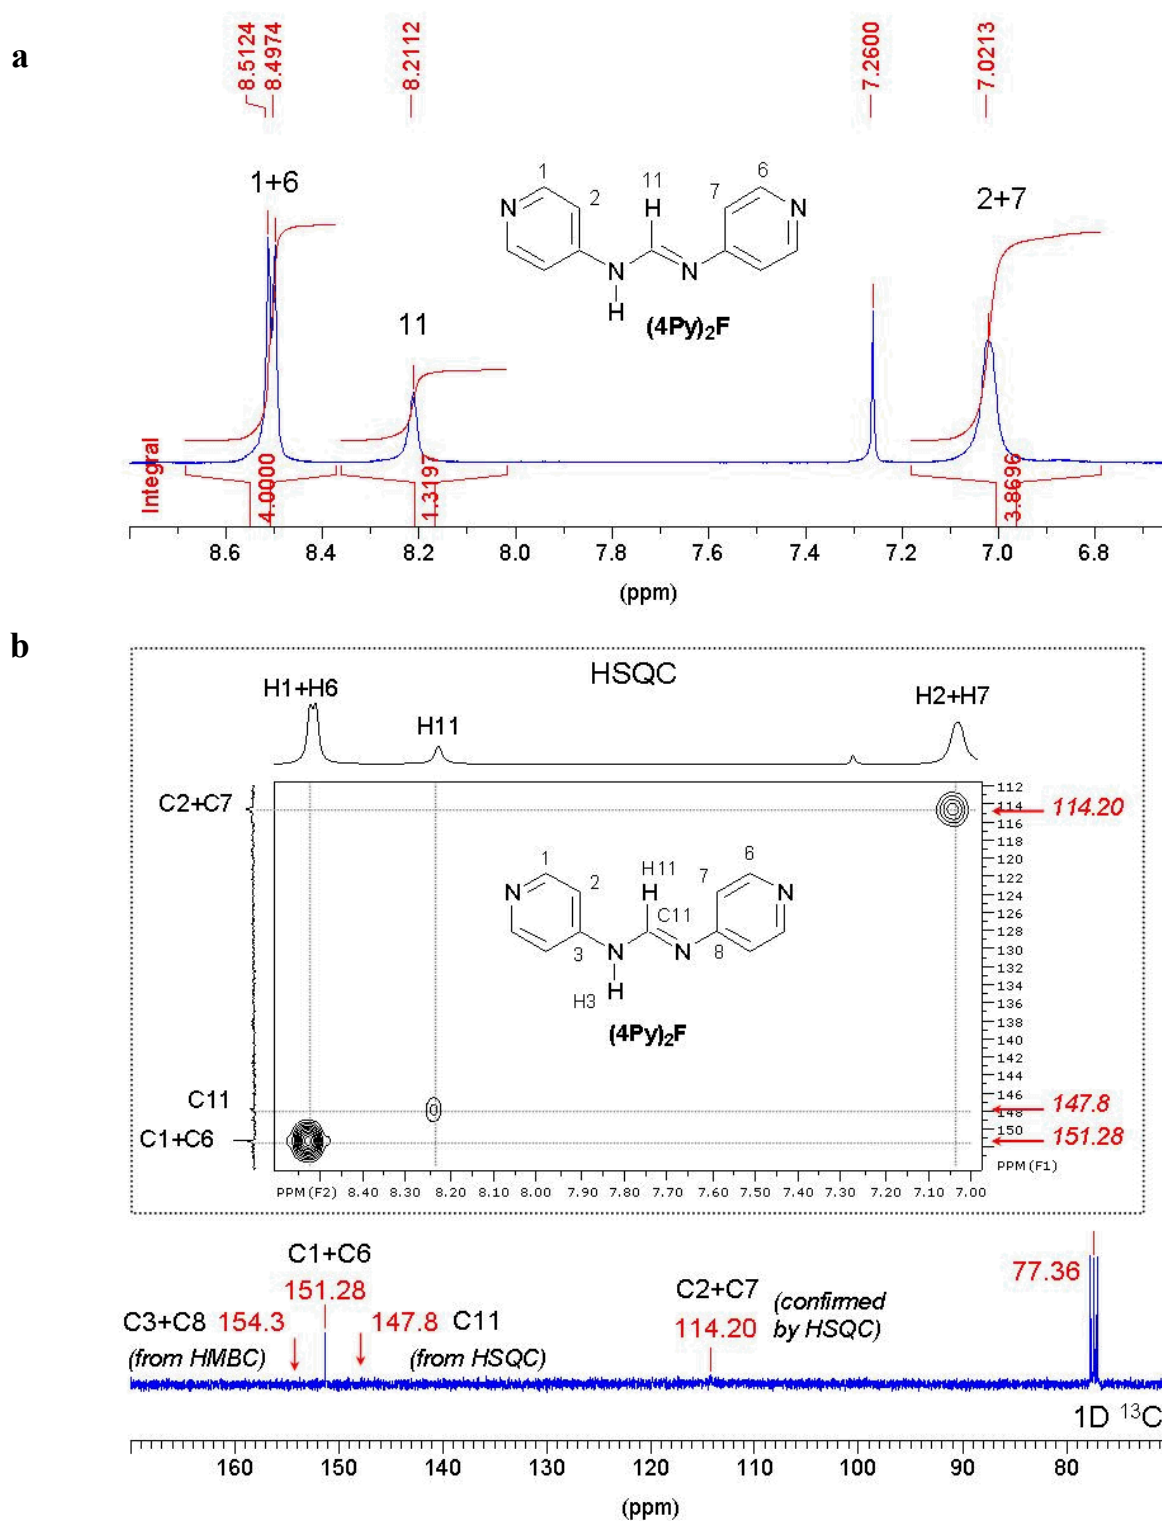 a
8.5124
8.4974
8.2112
7.2600
7.0213
1+6
11
2+7
1
2
11
7
6
N
H
N
N
N
H
(4Py)₂F
Integral
4.0000
1.3197
3.8696
8.6 8.4 8.2 8.0 7.8 7.6 7.4 7.2 7.0 6.8
(ppm)
b
HSQC
H1+H6
H11
H2+H7
C2+C7
C11
C1+C6
112
114
116
118
120
122
124
126
128
130
132
134
136
138
140
142
144
146
148
150
PPM (F1)
114.20
147.8
151.28
1
2
3
H11
H
C11
7
6
8
N
N
N
N
H3
H
(4Py)₂F
PPM (F2) 8.40 8.30 8.20 8.10 8.00 7.90 7.80 7.70 7.60 7.50 7.40 7.30 7.20 7.10 7.00
C1+C6
151.28
C3+C8 154.3
(from HMBC)
147.8 C11
(from HSQC)
C2+C7
114.20
(confirmed
by HSQC)
77.36
1D ¹³C
160 150 140 130 120 110 100 90 80
(ppm)